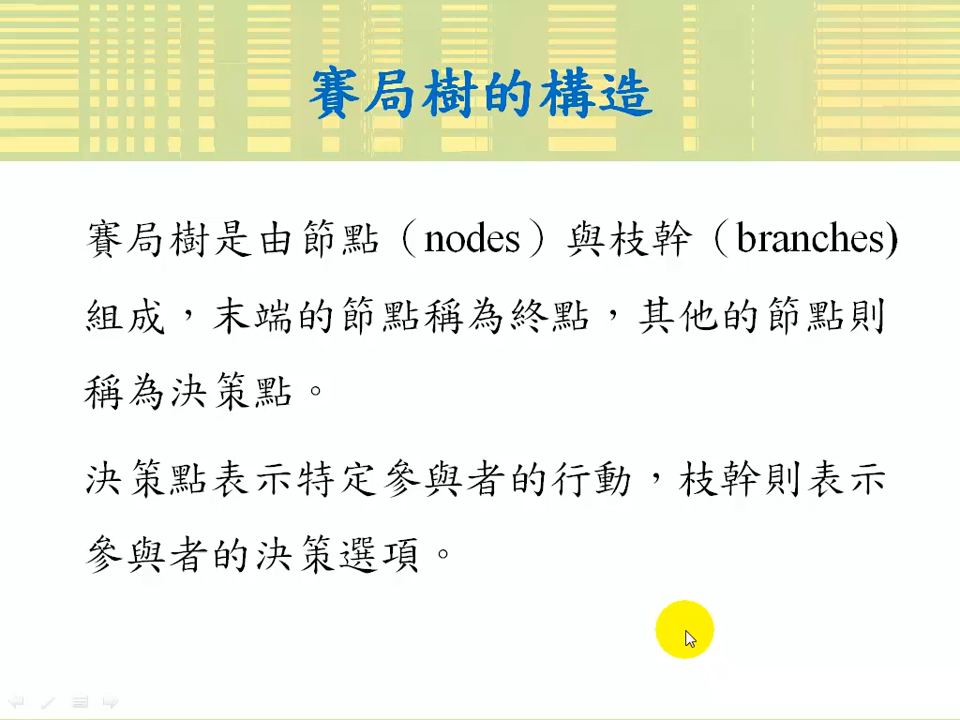 賽局樹的構造
賽局樹是由節點（nodes）與枝幹（branches)
組成，末端的節點稱為終點，其他的節點則
稱為決策點。
決策點表示特定參與者的行動，枝幹則表示
參與者的決策選項。